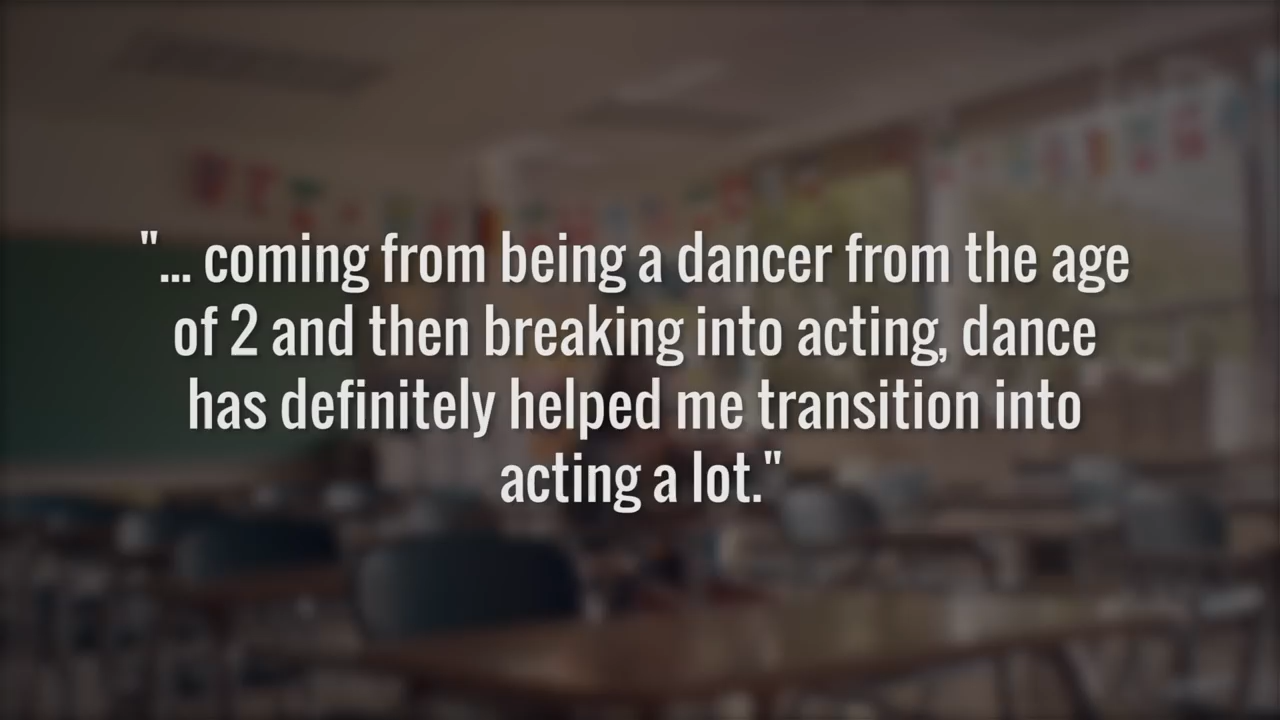 "... coming from being a dancer from the age
of 2 and then breaking into acting, dance
has definitely helped me transition into
acting a lot."